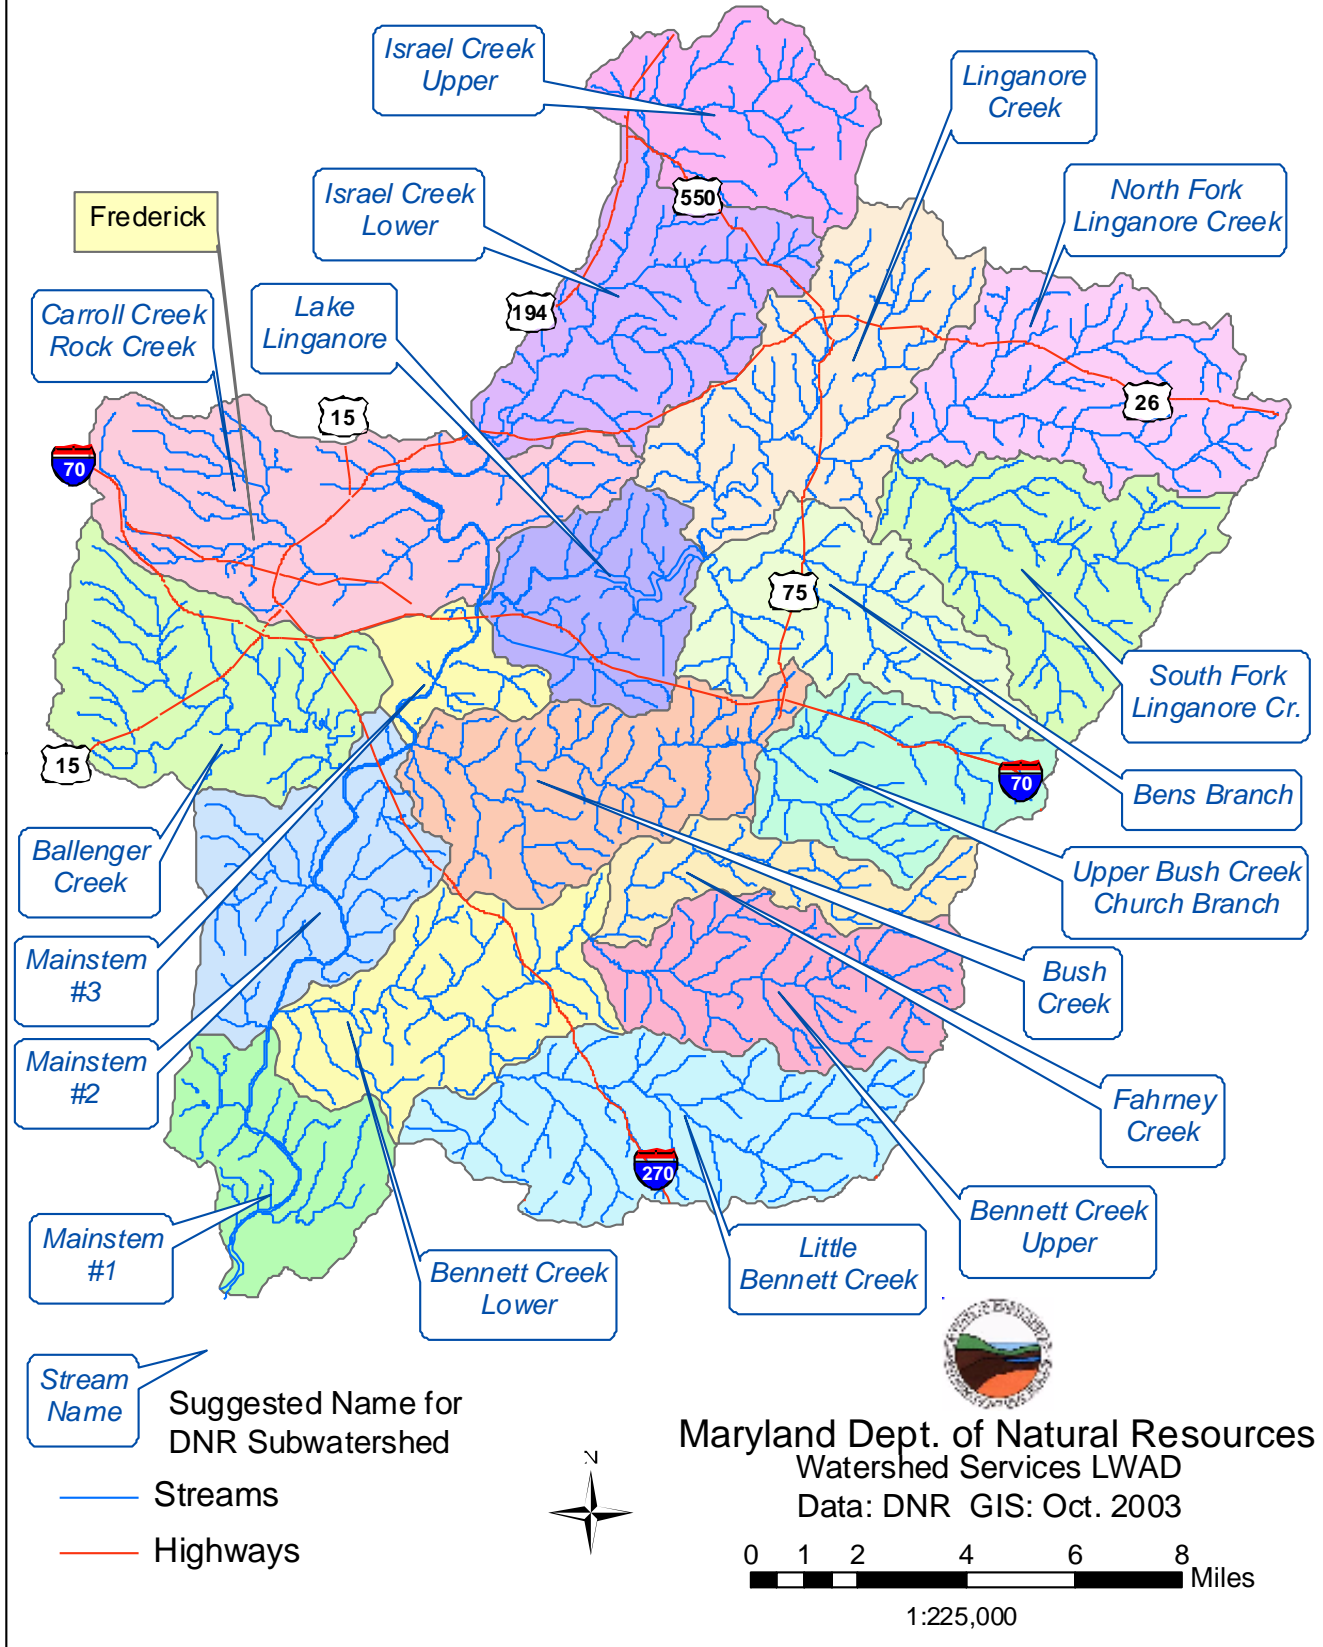 Israel Creek
Upper
Linganore
Creek
North Fork
Linganore Creek
Israel Creek
Lower
550
Frederick
Carroll Creek
Rock Creek
Lake
Linganore
194
15
26
70
75
South Fork
Linganore Cr.
15
70
Bens Branch
Ballenger
Creek
Upper Bush Creek
Church Branch
Mainstem
#3
Bush
Creek
Mainstem
#2
Fahrney
Creek
270
Bennett Creek
Upper
Mainstem
#1
Little
Bennett Creek
Bennett Creek
Lower
Stream
Name
Suggested Name for
DNR Subwatershed
Streams
Highways
N
Maryland Dept. of Natural Resources
Watershed Services LWAD
Data: DNR GIS: Oct. 2003
0 1 2 4 6 8
Miles
1:225,000